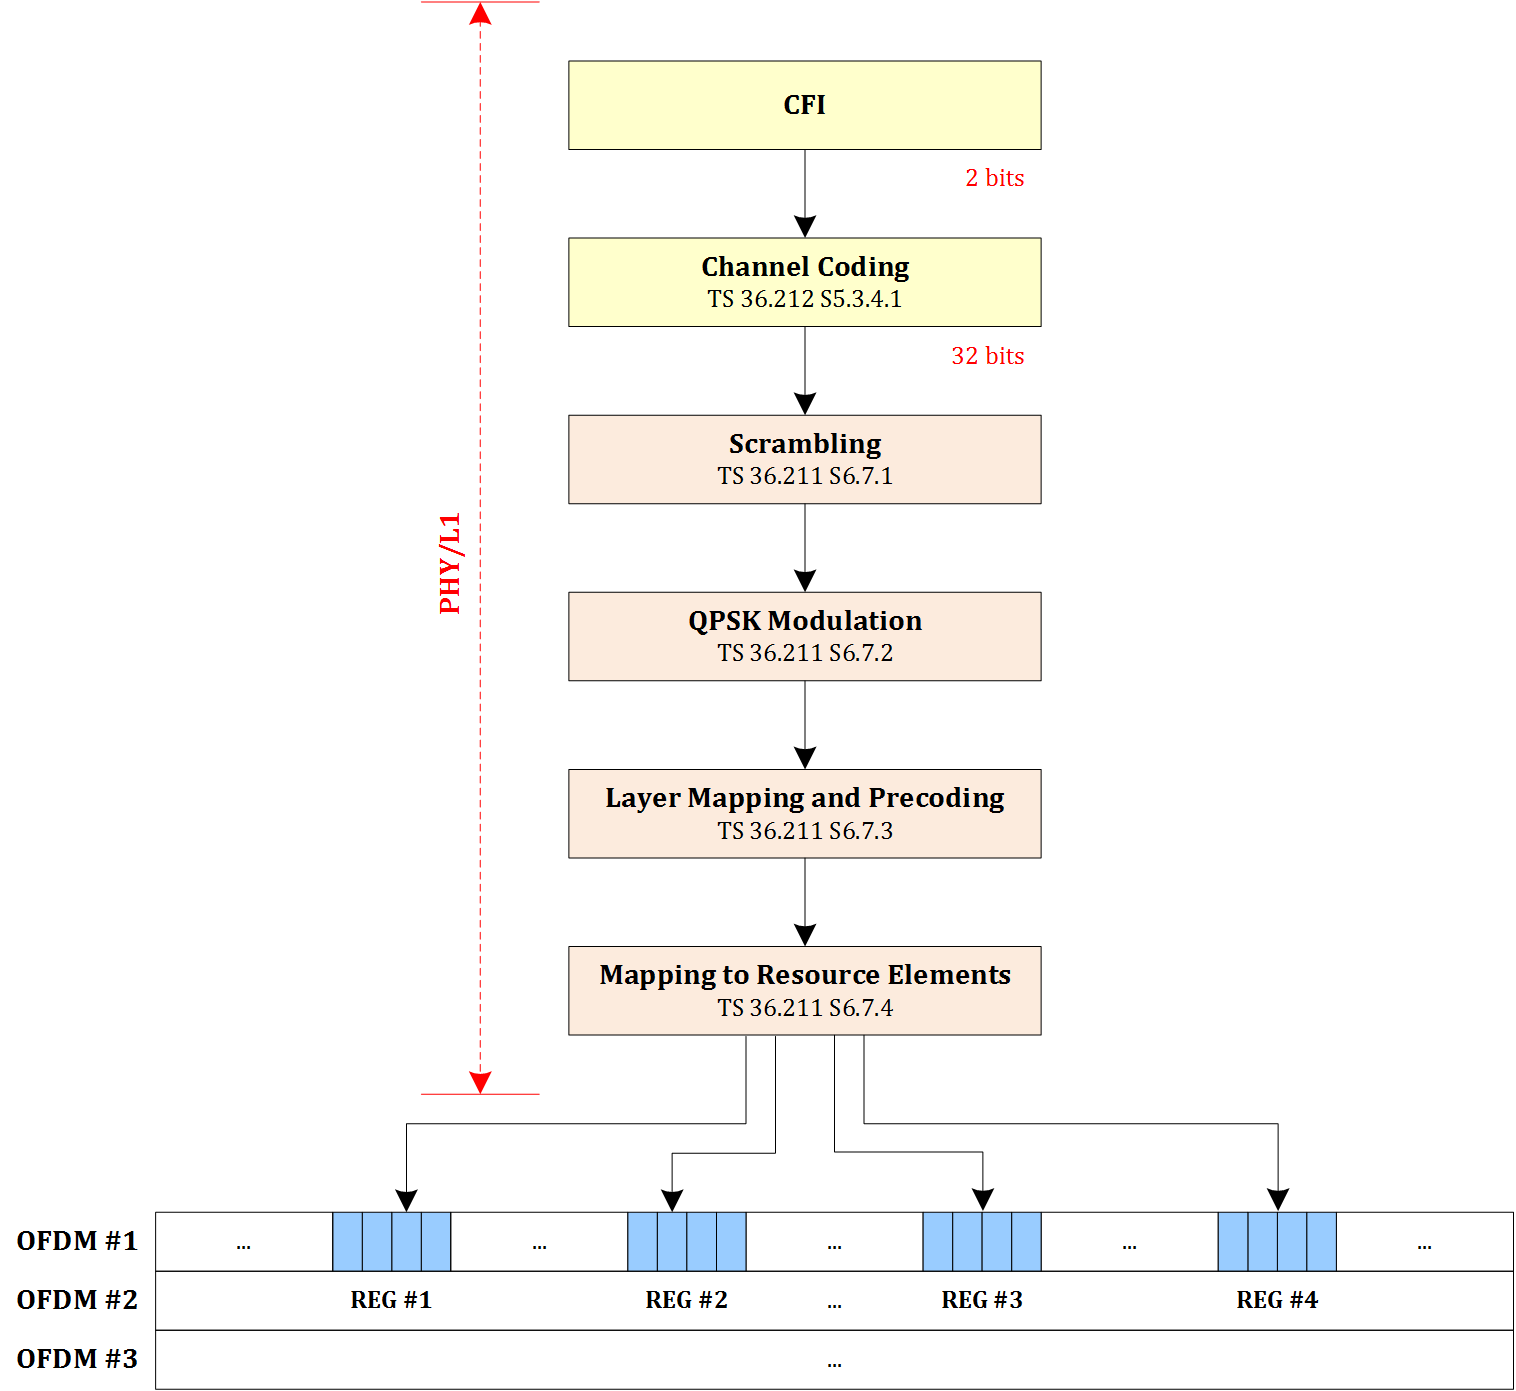 CFI
2 bits
Channel Coding
TS 36.212 S5.3.4.1
32 bits
Scrambling
TS 36.211 S6.7.1
PHY/L1
QPSK Modulation
TS 36.211 S6.7.2
Layer Mapping and Precoding
TS 36.211 S6.7.3
Mapping to Resource Elements
TS 36.211 S6.7.4
OFDM #1 ... ... ... ... ...
OFDM #2 REG #1 REG #2 ... REG #3 REG #4
OFDM #3 ...